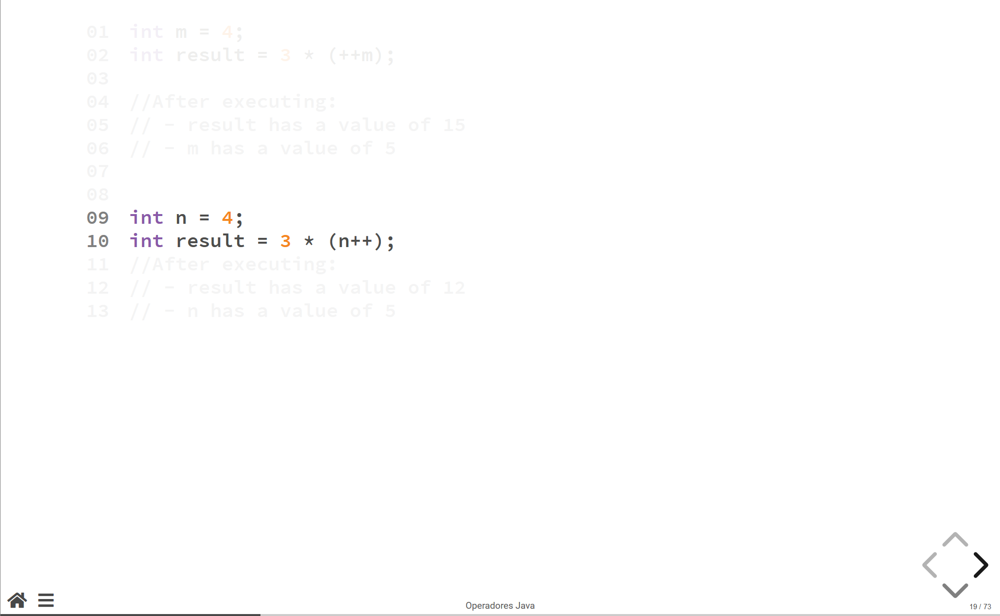 01 int m = 4;
02 int result = 3 * (++m);
03
04 //After executing:
05 // - result has a value of 15
06 // - m has a value of 5
07
08
09 int n = 4;
10 int result = 3 * (n++);
11 //After executing:
12 // - result has a value of 12
13 // - n has a value of 5
Operadores Java
19 / 73